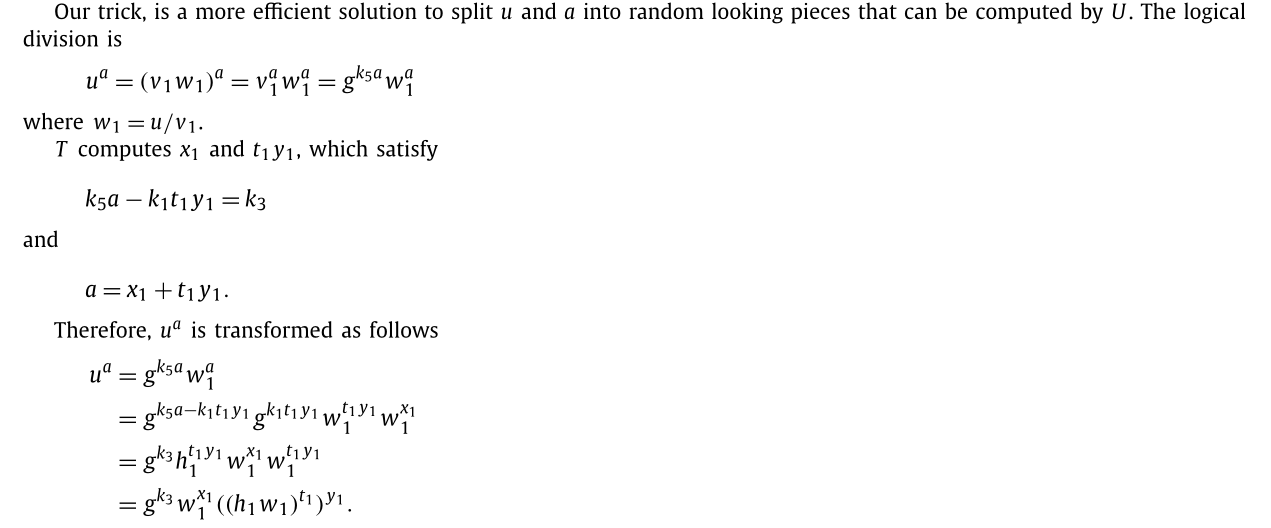 Our trick, is a more efficient solution to split u and a into random looking pieces that can be computed by U. The logical
division is
u^a = (v_1 w_1)^a = v_1^a w_1^a = g^{k_5 a} w_1^a
where w_1 = u/v_1.
T computes x_1 and t_1 y_1, which satisfy
k_5 a − k_1 t_1 y_1 = k_3
and
a = x_1 + t_1 y_1.
Therefore, u^a is transformed as follows
u^a = g^{k_5 a} w_1^a
= g^{k_5 a − k_1 t_1 y_1} g^{k_1 t_1 y_1} w_1^{t_1 y_1} w_1^{x_1}
= g^{k_3} h_1^{t_1 y_1} w_1^{x_1} w_1^{t_1 y_1}
= g^{k_3} w_1^{x_1} ((h_1 w_1)^{t_1})^{y_1}.